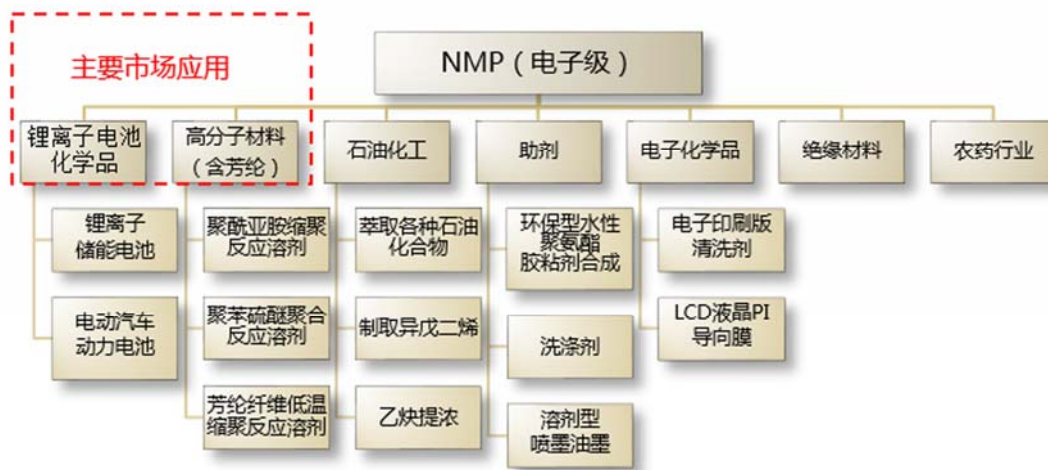 主要市场应用
NMP（电子级）
锂离子电池
化学品
高分子材料
（含芳纶）
石油化工
助剂
电子化学品
绝缘材料
农药行业
锂离子
储能电池
电动汽车
动力电池
聚酰亚胺缩聚
反应溶剂
聚苯硫醚聚合
反应溶剂
芳纶纤维低温
缩聚反应溶剂
萃取各种石油
化合物
制取异戊二烯
乙炔提浓
环保型水性
聚氨酯
胶粘剂合成
洗涤剂
溶剂型
喷墨油墨
电子印刷版
清洗剂
LCD液晶PI
导向膜